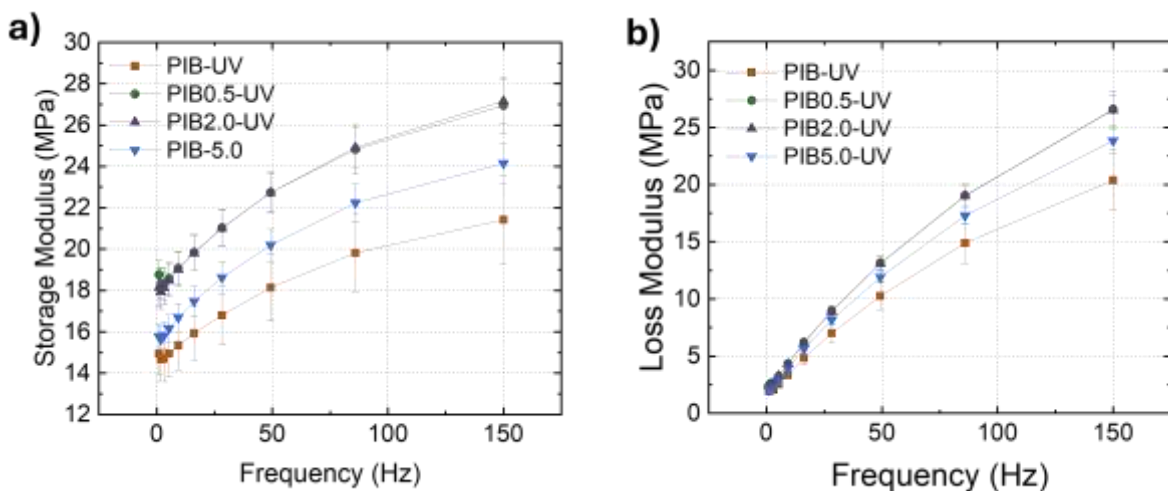 a)
30
28
26
24
22
20
18
16
14
12
Storage Modulus (MPa)
PIB-UV
PIB0.5-UV
PIB2.0-UV
PIB-5.0
0 50 100 150
Frequency (Hz)
b)
30
25
20
15
10
5
0
Loss Modulus (MPa)
PIB-UV
PIB0.5-UV
PIB2.0-UV
PIB5.0-UV
0 50 100 150
Frequency (Hz)